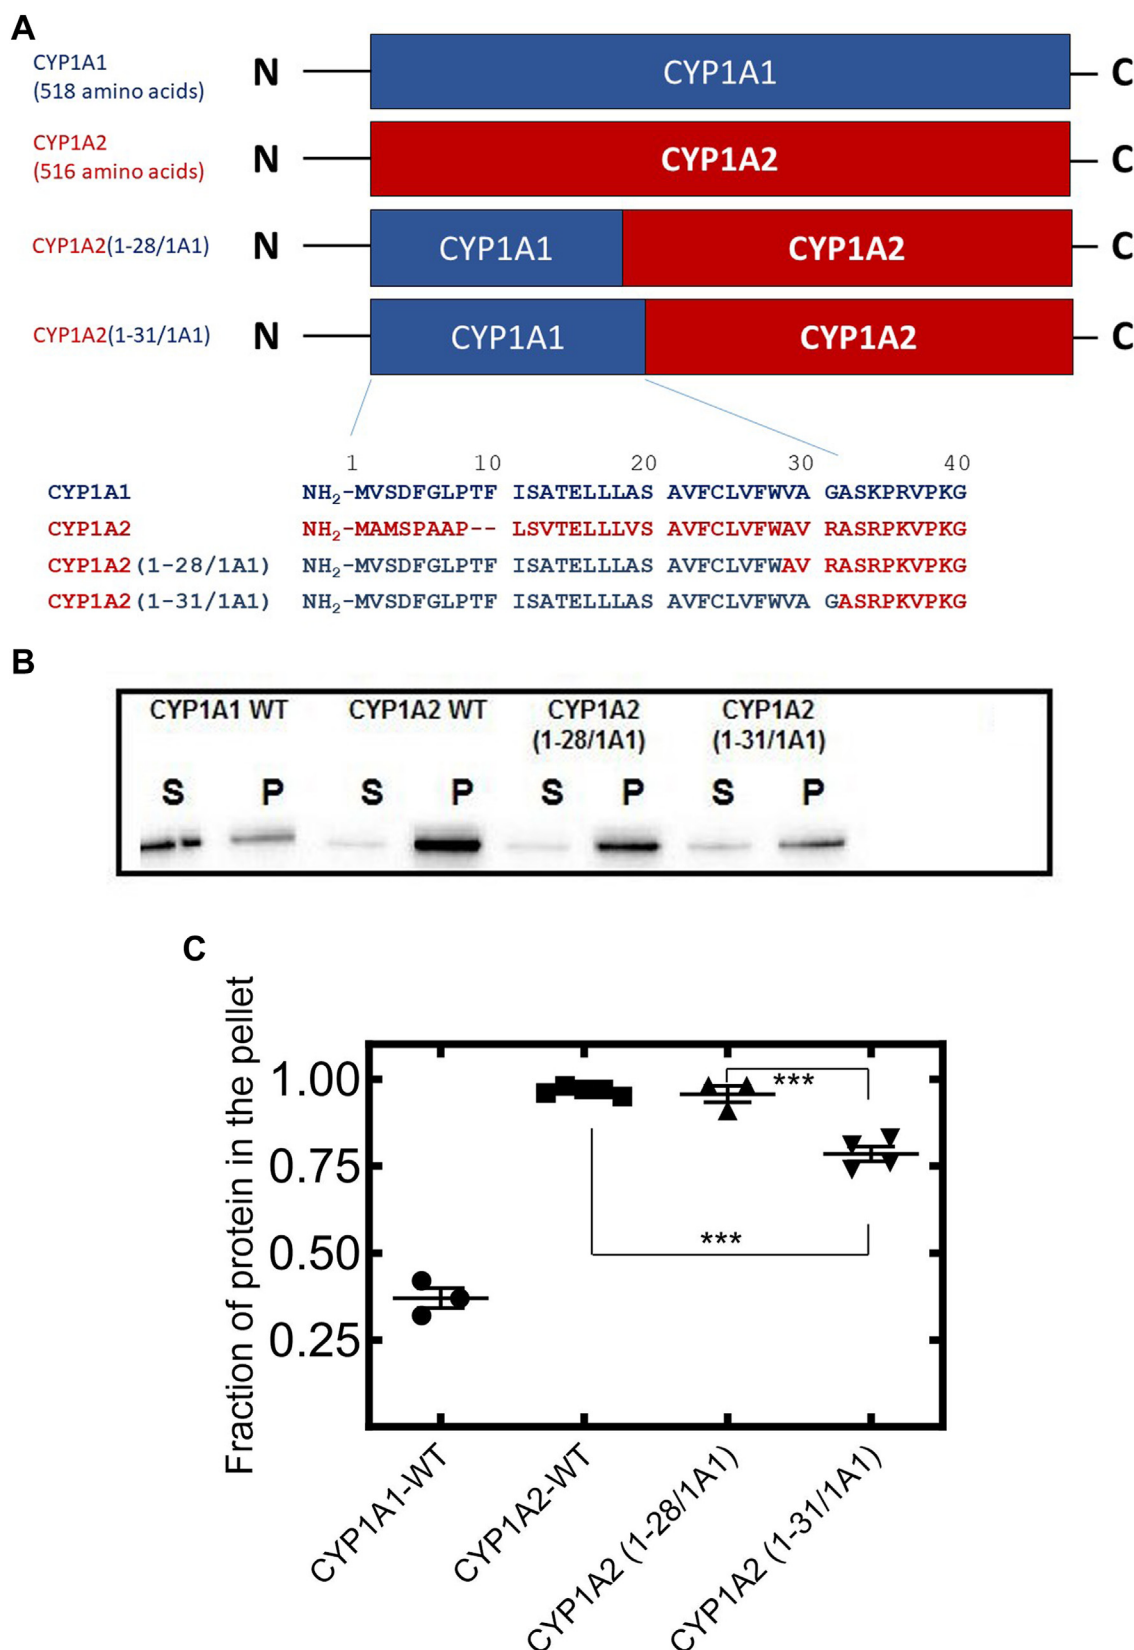 A
CYP1A1
(518 amino acids)
N
CYP1A1
C
CYP1A2
(516 amino acids)
N
CYP1A2
C
CYP1A2(1-28/1A1)
N
CYP1A1
CYP1A2
C
CYP1A2(1-31/1A1)
N
CYP1A1
CYP1A2
C
1 10 20 30 40
CYP1A1 NH2-MVSDFGLPTF ISATELLLAS AVFCLVFWVA GASKPRVPKG
CYP1A2 NH2-MAMSPAAP-- LSVTELLLVS AVFCLVFWAV RASRPKVPKG
CYP1A2(1-28/1A1) NH2-MVSDFGLPTF ISATELLLAS AVFCLVFWAV RASRPKVPKG
CYP1A2(1-31/1A1) NH2-MVSDFGLPTF ISATELLLAS AVFCLVFWVA GASRPKVPKG
B
CYP1A1 WT CYP1A2 WT CYP1A2 CYP1A2
(1-28/1A1) (1-31/1A1)
S P S P S P S P
C
Fraction of protein in the pellet
1.00
0.75
0.50
0.25
***
***
CYP1A1-WT
CYP1A2-WT
CYP1A2 (1-28/1A1)
CYP1A2 (1-31/1A1)